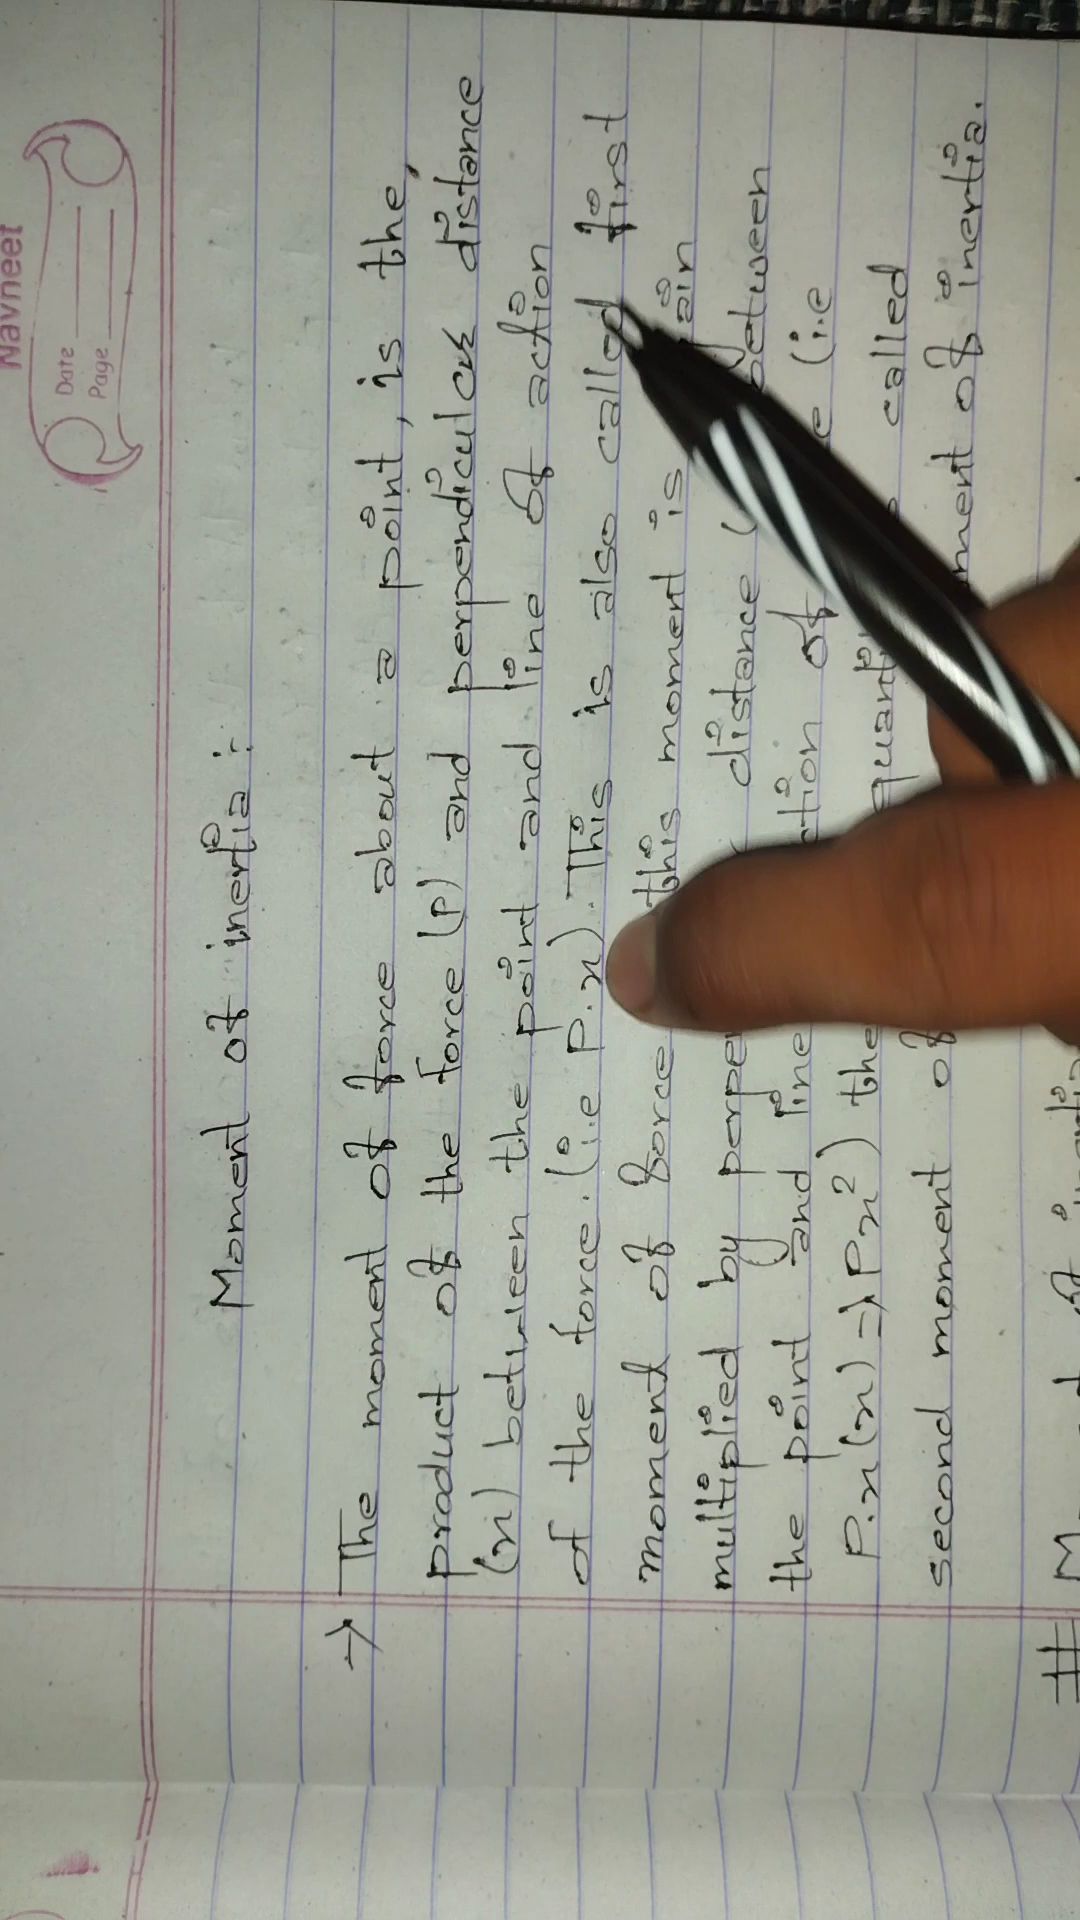 Navneet
Date
Page
Moment of inertia :
→ The moment of force about a point, is the,
product of the force (P) and perpendicular distance
(x) between the point and line of action
of the force. (i.e P.x). This is also called first
moment of force this moment is
multiplied by distance ( between
the point and line of (i.e
P.x(x) => Px²) the called
second moment of of inertia.
#